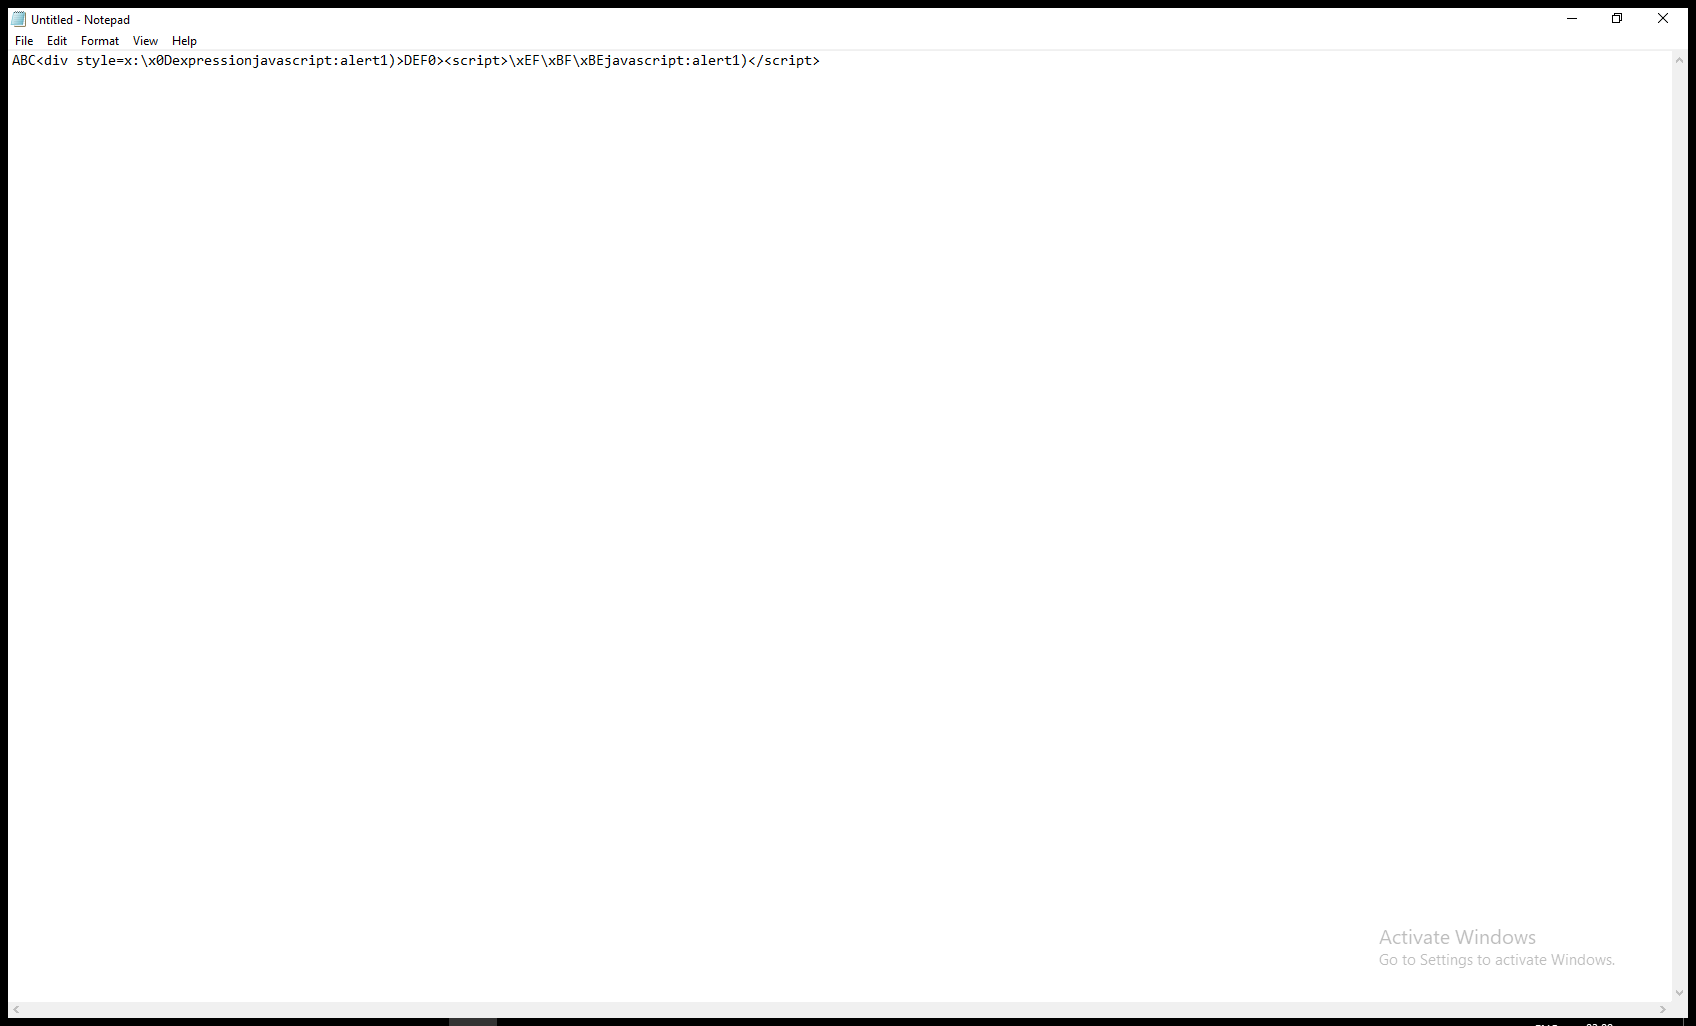 Untitled - Notepad
File Edit Format View Help
ABC<div style=x:\x0Dexpressionjavascript:alert1)>DEF0><script>\xEF\xBF\xBEjavascript:alert1)</script>
Activate Windows
Go to Settings to activate Windows.